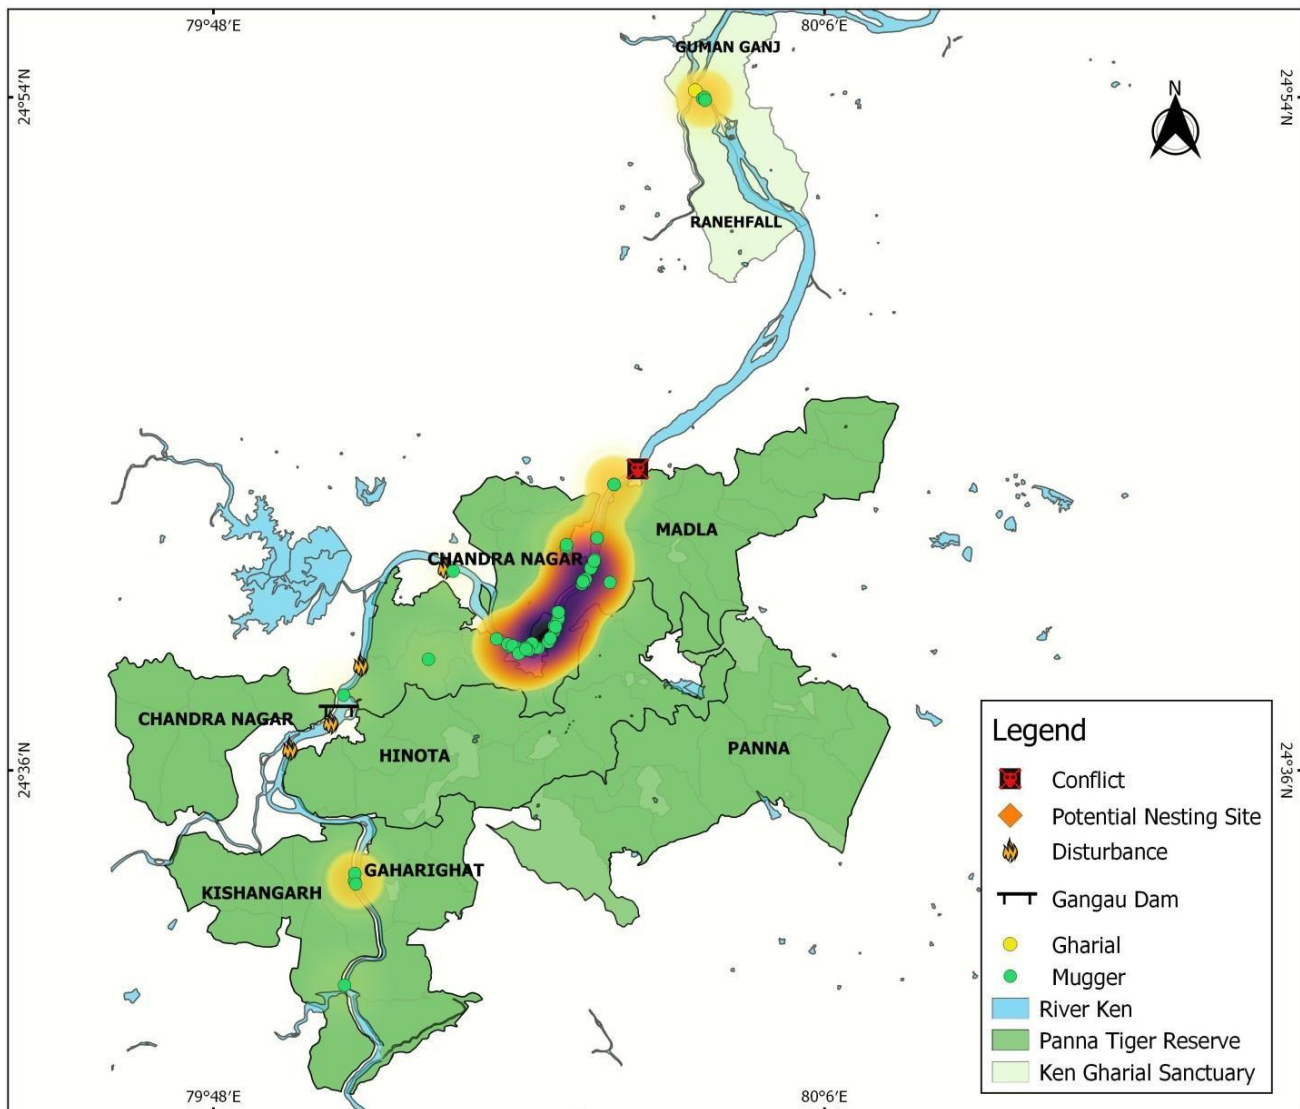 79°48′E
80°6′E
GUMAN GANJ
24°54′N
24°54′N
N
RANEHFALL
MADLA
CHANDRA NAGAR
CHANDRA NAGAR
HINOTA
PANNA
24°36′N
24°36′N
GAHARIGHAT
KISHANGARH
Legend
Conflict
Potential Nesting Site
Disturbance
Gangau Dam
Gharial
Mugger
River Ken
Panna Tiger Reserve
Ken Gharial Sanctuary
79°48′E
80°6′E